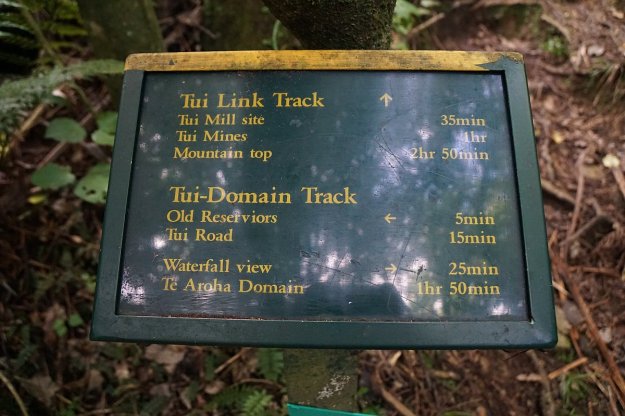 Tui Link Track ↑
Tui Mill site 35min
Tui Mines 1hr
Mountain top 2hr 50min
Tui-Domain Track
Old Reserviors ← 5min
Tui Road 15min
Waterfall view → 25min
Te Aroha Domain 1hr 50min